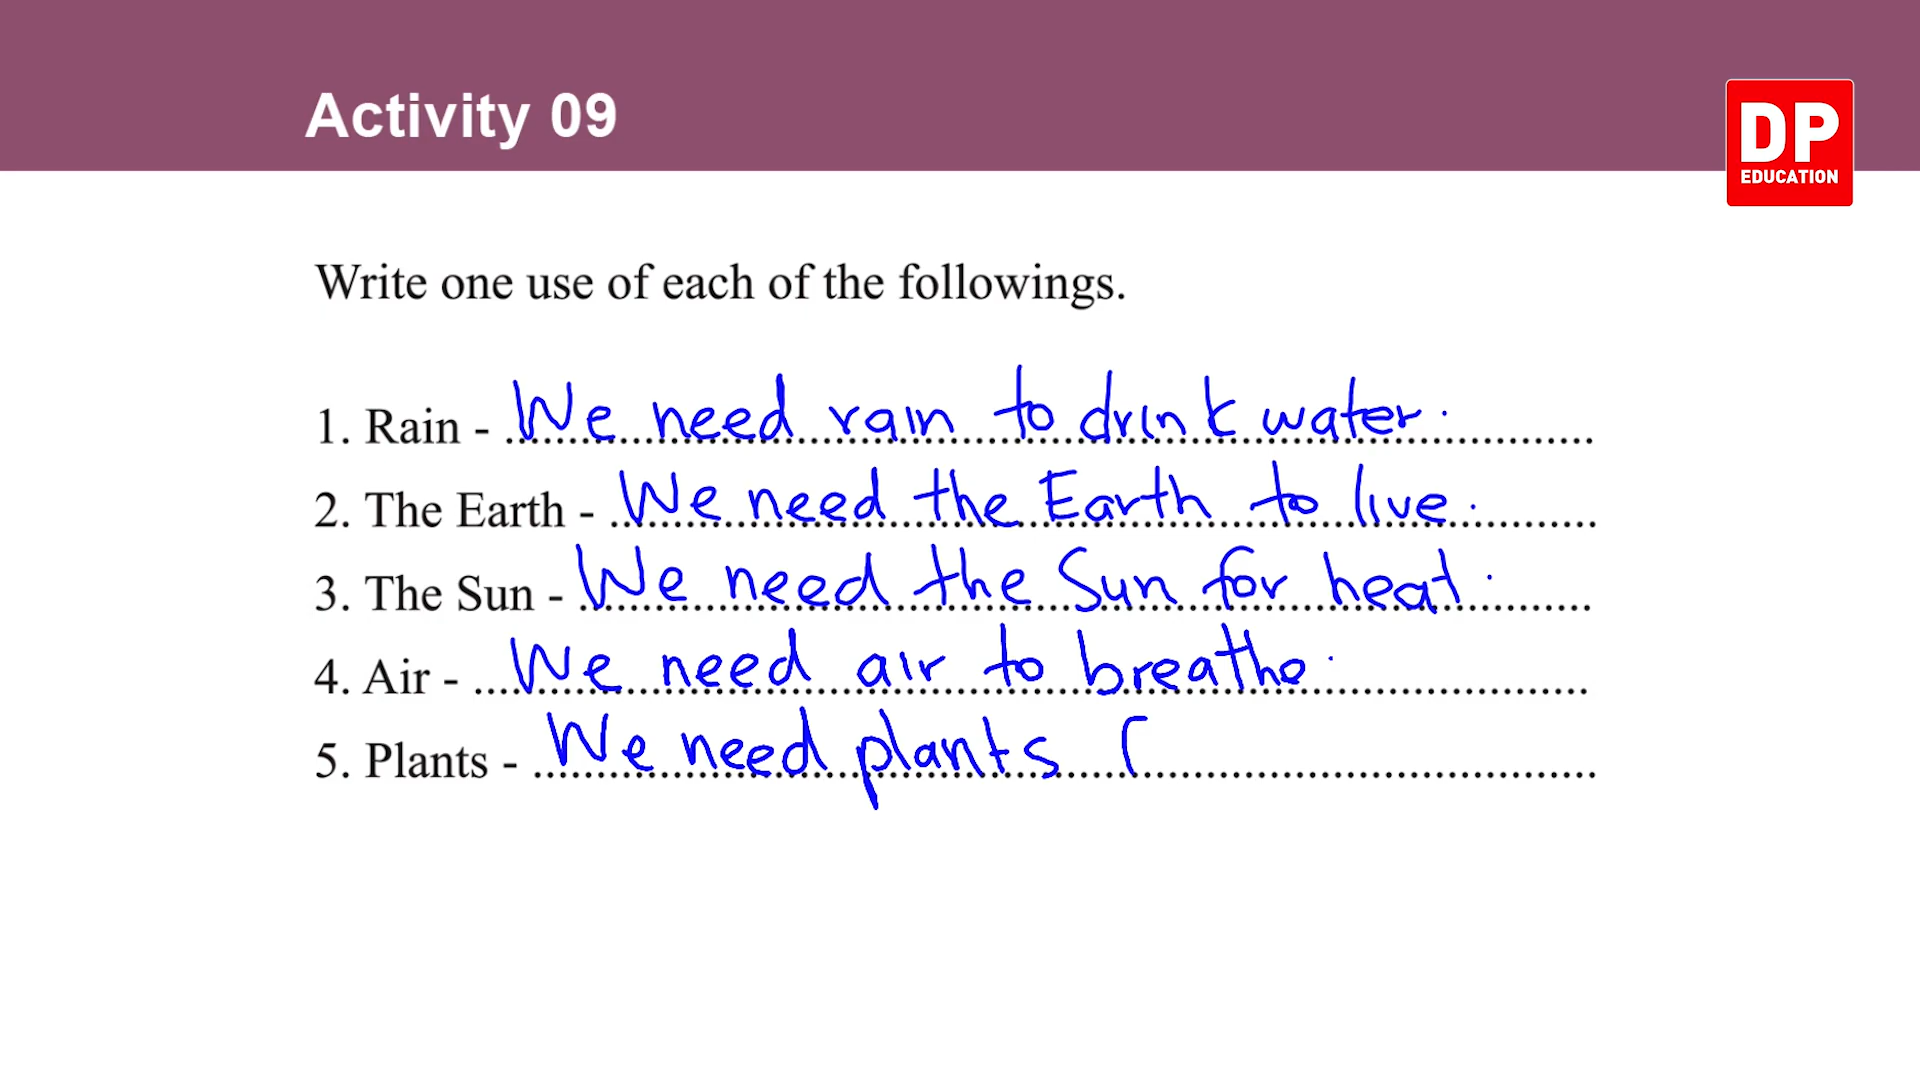 Activity 09
DP
EDUCATION
Write one use of each of the followings.
1. Rain - We need rain to drink water.
2. The Earth - We need the Earth to live.
3. The Sun - We need the Sun for heat.
4. Air - We need air to breathe.
5. Plants - We need plants